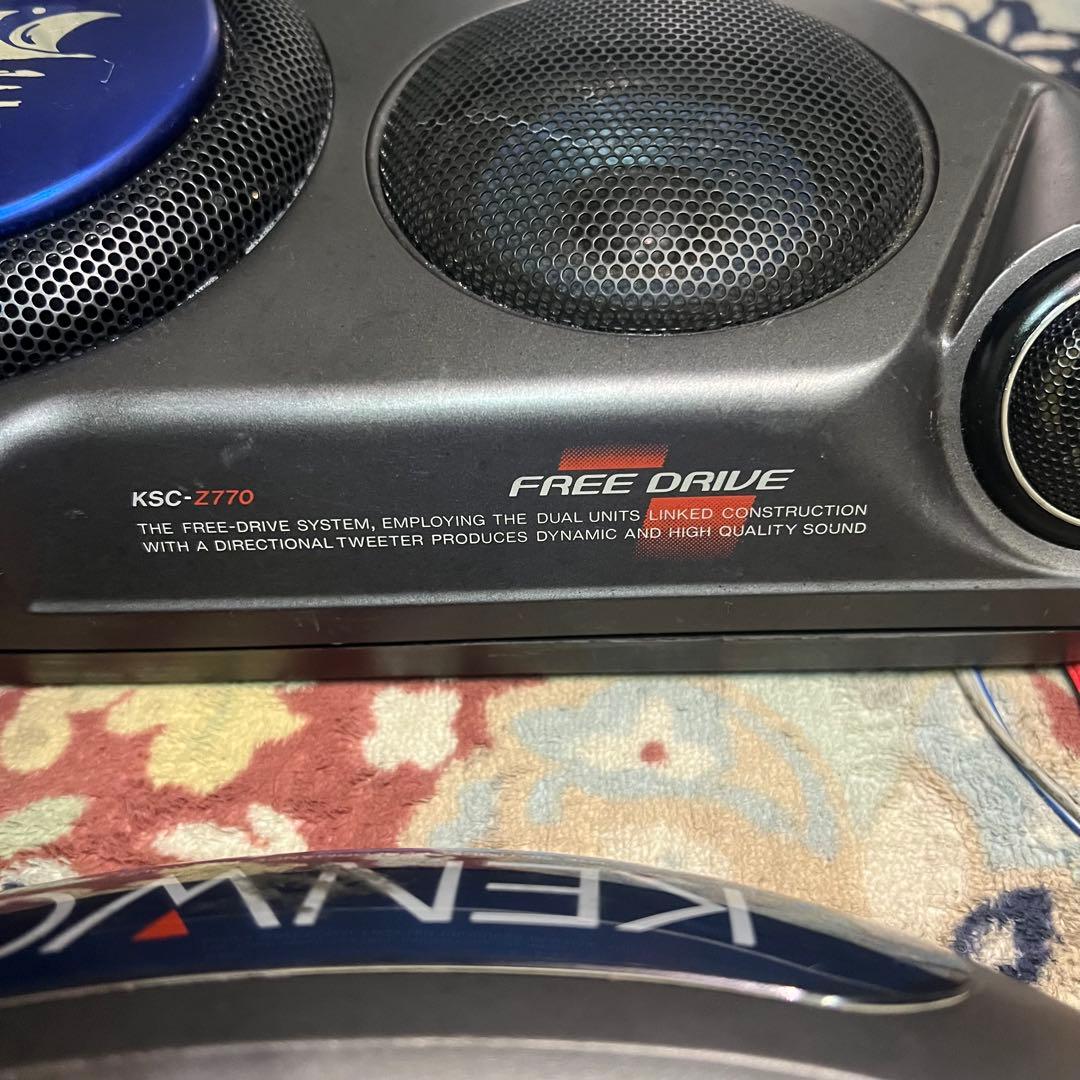 KSC-Z770
FREE DRIVE
THE FREE-DRIVE SYSTEM, EMPLOYING THE DUAL UNITS LINKED CONSTRUCTION
WITH A DIRECTIONAL TWEETER PRODUCES DYNAMIC AND HIGH QUALITY SOUND
KENWO